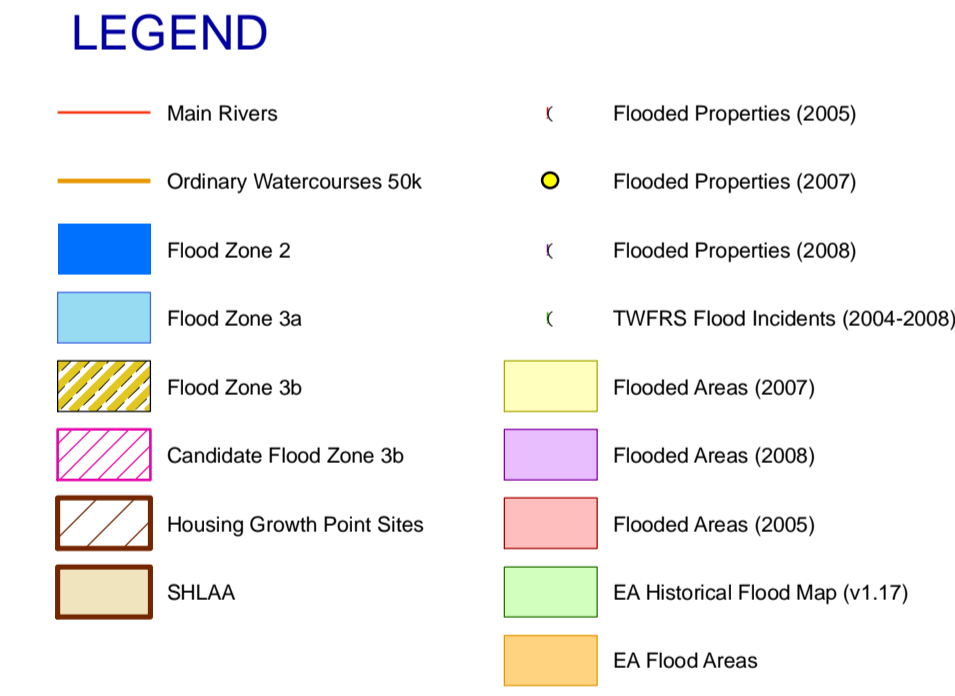 LEGEND
Main Rivers
Ordinary Watercourses 50k
Flood Zone 2
Flood Zone 3a
Flood Zone 3b
Candidate Flood Zone 3b
Housing Growth Point Sites
SHLAA
Flooded Properties (2005)
Flooded Properties (2007)
Flooded Properties (2008)
TWFRS Flood Incidents (2004-2008)
Flooded Areas (2007)
Flooded Areas (2008)
Flooded Areas (2005)
EA Historical Flood Map (v1.17)
EA Flood Areas